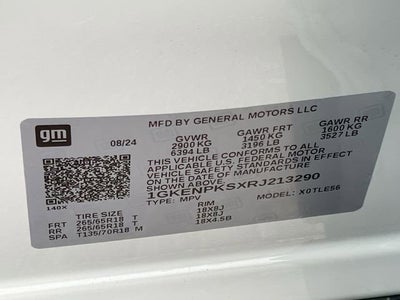 gm
MFD BY GENERAL MOTORS LLC
08/24 GVWR GAWR FRT GAWR RR
2900 KG 1450 KG 1600 KG
6394 LB 3196 LB 3527 LB
THIS VEHICLE CONFORMS TO ALL
APPLICABLE U.S. FEDERAL MOTOR
VEHICLE SAFETY STANDARDS IN EFFECT
ON THE DATE OF MANUFACTURE
1GKENPKSXRJ213290
140X TYPE: MPV MODEL: X0TLE56
TIRE SIZE RIM
FRT 265/65R18 T 18X8J
RR 265/65R18 T 18X8J
SPA T135/70R18 M 18X4.5B